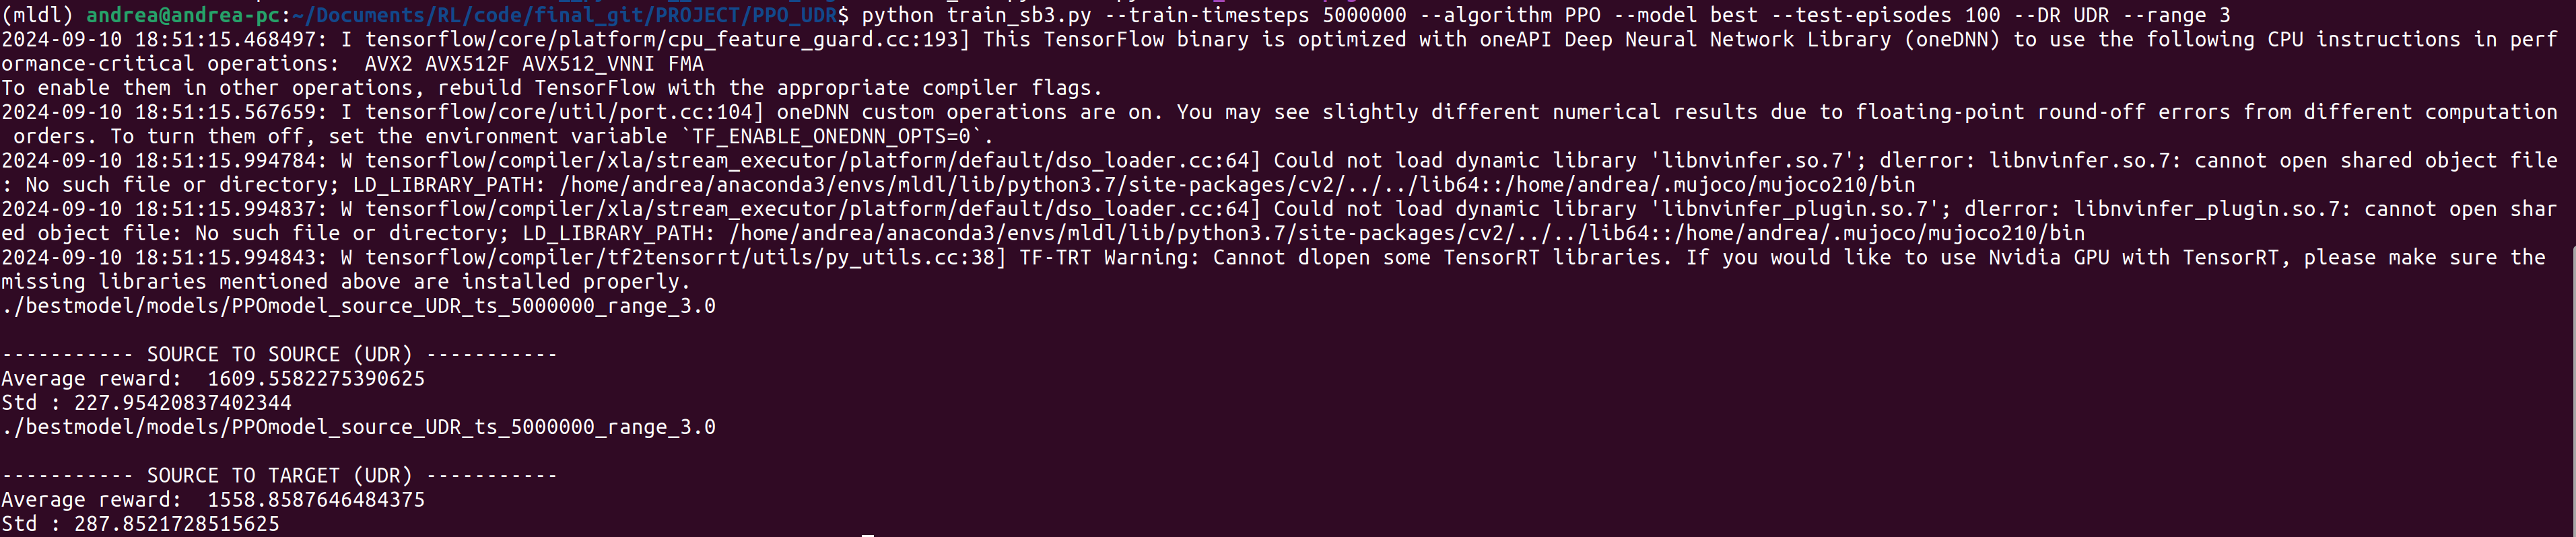 (mldl) andrea@andrea-pc:~/Documents/RL/code/final_git/PROJECT/PPO_UDR$ python train_sb3.py --train-timesteps 5000000 --algorithm PPO --model best --test-episodes 100 --DR UDR --range 3
2024-09-10 18:51:15.468497: I tensorflow/core/platform/cpu_feature_guard.cc:193] This TensorFlow binary is optimized with oneAPI Deep Neural Network Library (oneDNN) to use the following CPU instructions in perf
ormance-critical operations:  AVX2 AVX512F AVX512_VNNI FMA
To enable them in other operations, rebuild TensorFlow with the appropriate compiler flags.
2024-09-10 18:51:15.567659: I tensorflow/core/util/port.cc:104] oneDNN custom operations are on. You may see slightly different numerical results due to floating-point round-off errors from different computation
 orders. To turn them off, set the environment variable `TF_ENABLE_ONEDNN_OPTS=0`.
2024-09-10 18:51:15.994784: W tensorflow/compiler/xla/stream_executor/platform/default/dso_loader.cc:64] Could not load dynamic library 'libnvinfer.so.7'; dlerror: libnvinfer.so.7: cannot open shared object file
: No such file or directory; LD_LIBRARY_PATH: /home/andrea/anaconda3/envs/mldl/lib/python3.7/site-packages/cv2/../../lib64::/home/andrea/.mujoco/mujoco210/bin
2024-09-10 18:51:15.994837: W tensorflow/compiler/xla/stream_executor/platform/default/dso_loader.cc:64] Could not load dynamic library 'libnvinfer_plugin.so.7'; dlerror: libnvinfer_plugin.so.7: cannot open shar
ed object file: No such file or directory; LD_LIBRARY_PATH: /home/andrea/anaconda3/envs/mldl/lib/python3.7/site-packages/cv2/../../lib64::/home/andrea/.mujoco/mujoco210/bin
2024-09-10 18:51:15.994843: W tensorflow/compiler/tf2tensorrt/utils/py_utils.cc:38] TF-TRT Warning: Cannot dlopen some TensorRT libraries. If you would like to use Nvidia GPU with TensorRT, please make sure the
missing libraries mentioned above are installed properly.
./bestmodel/models/PPOmodel_source_UDR_ts_5000000_range_3.0
----------- SOURCE TO SOURCE (UDR) -----------
Average reward:  1609.5582275390625
Std : 227.95420837402344
./bestmodel/models/PPOmodel_source_UDR_ts_5000000_range_3.0
----------- SOURCE TO TARGET (UDR) -----------
Average reward:  1558.8587646484375
Std : 287.8521728515625